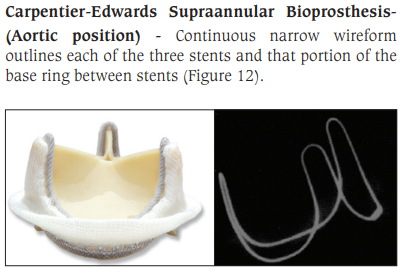 Carpentier-Edwards Supraannular Bioprosthesis-
(Aortic position) - Continuous narrow wireform
outlines each of the three stents and that portion of the
base ring between stents (Figure 12).